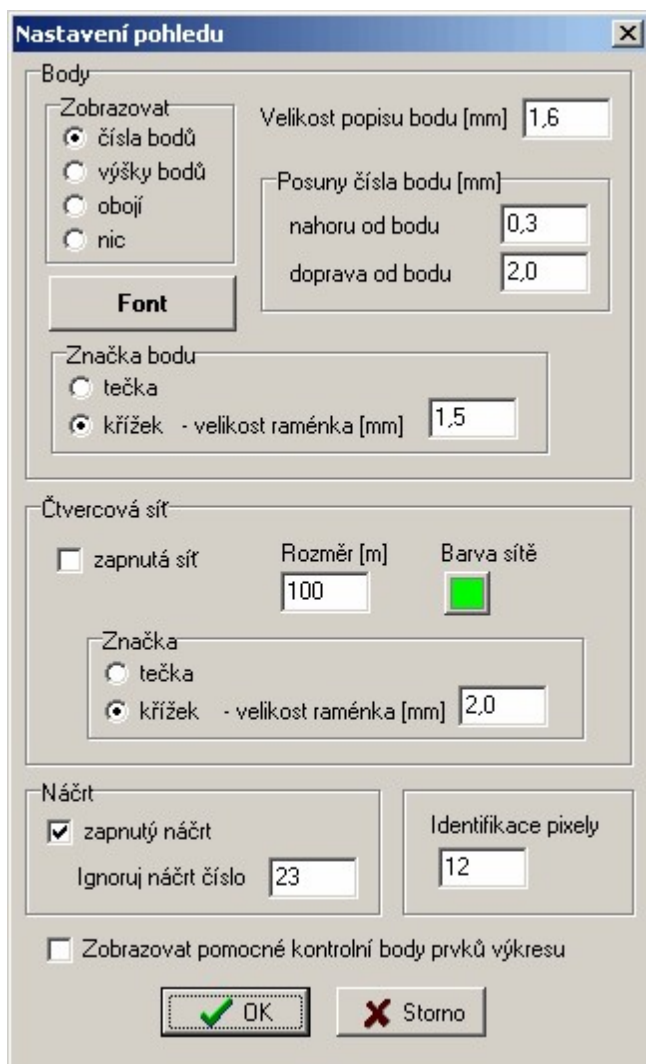 Nastavení pohledu
Body
Zobrazovat
čísla bodů
výšky bodů
obojí
nic
Font
Velikost popisu bodu [mm] 1,6
Posuny čísla bodu [mm]
nahoru od bodu 0,3
doprava od bodu 2,0
Značka bodu
tečka
křížek - velikost raménka [mm] 1,5
Čtvercová síť
zapnutá síť
Rozměr [m]
100
Barva sítě
Značka
tečka
křížek - velikost raménka [mm] 2,0
Náčrt
zapnutý náčrt
Ignoruj náčrt číslo 23
Identifikace pixely
12
Zobrazovat pomocné kontrolní body prvků výkresu
OK
Storno